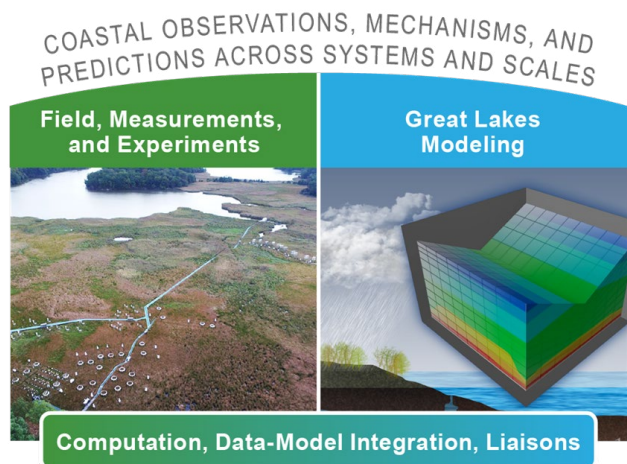 COASTAL OBSERVATIONS, MECHANISMS, AND
PREDICTIONS ACROSS SYSTEMS AND SCALES
Field, Measurements,
and Experiments
Great Lakes
Modeling
Computation, Data-Model Integration, Liaisons